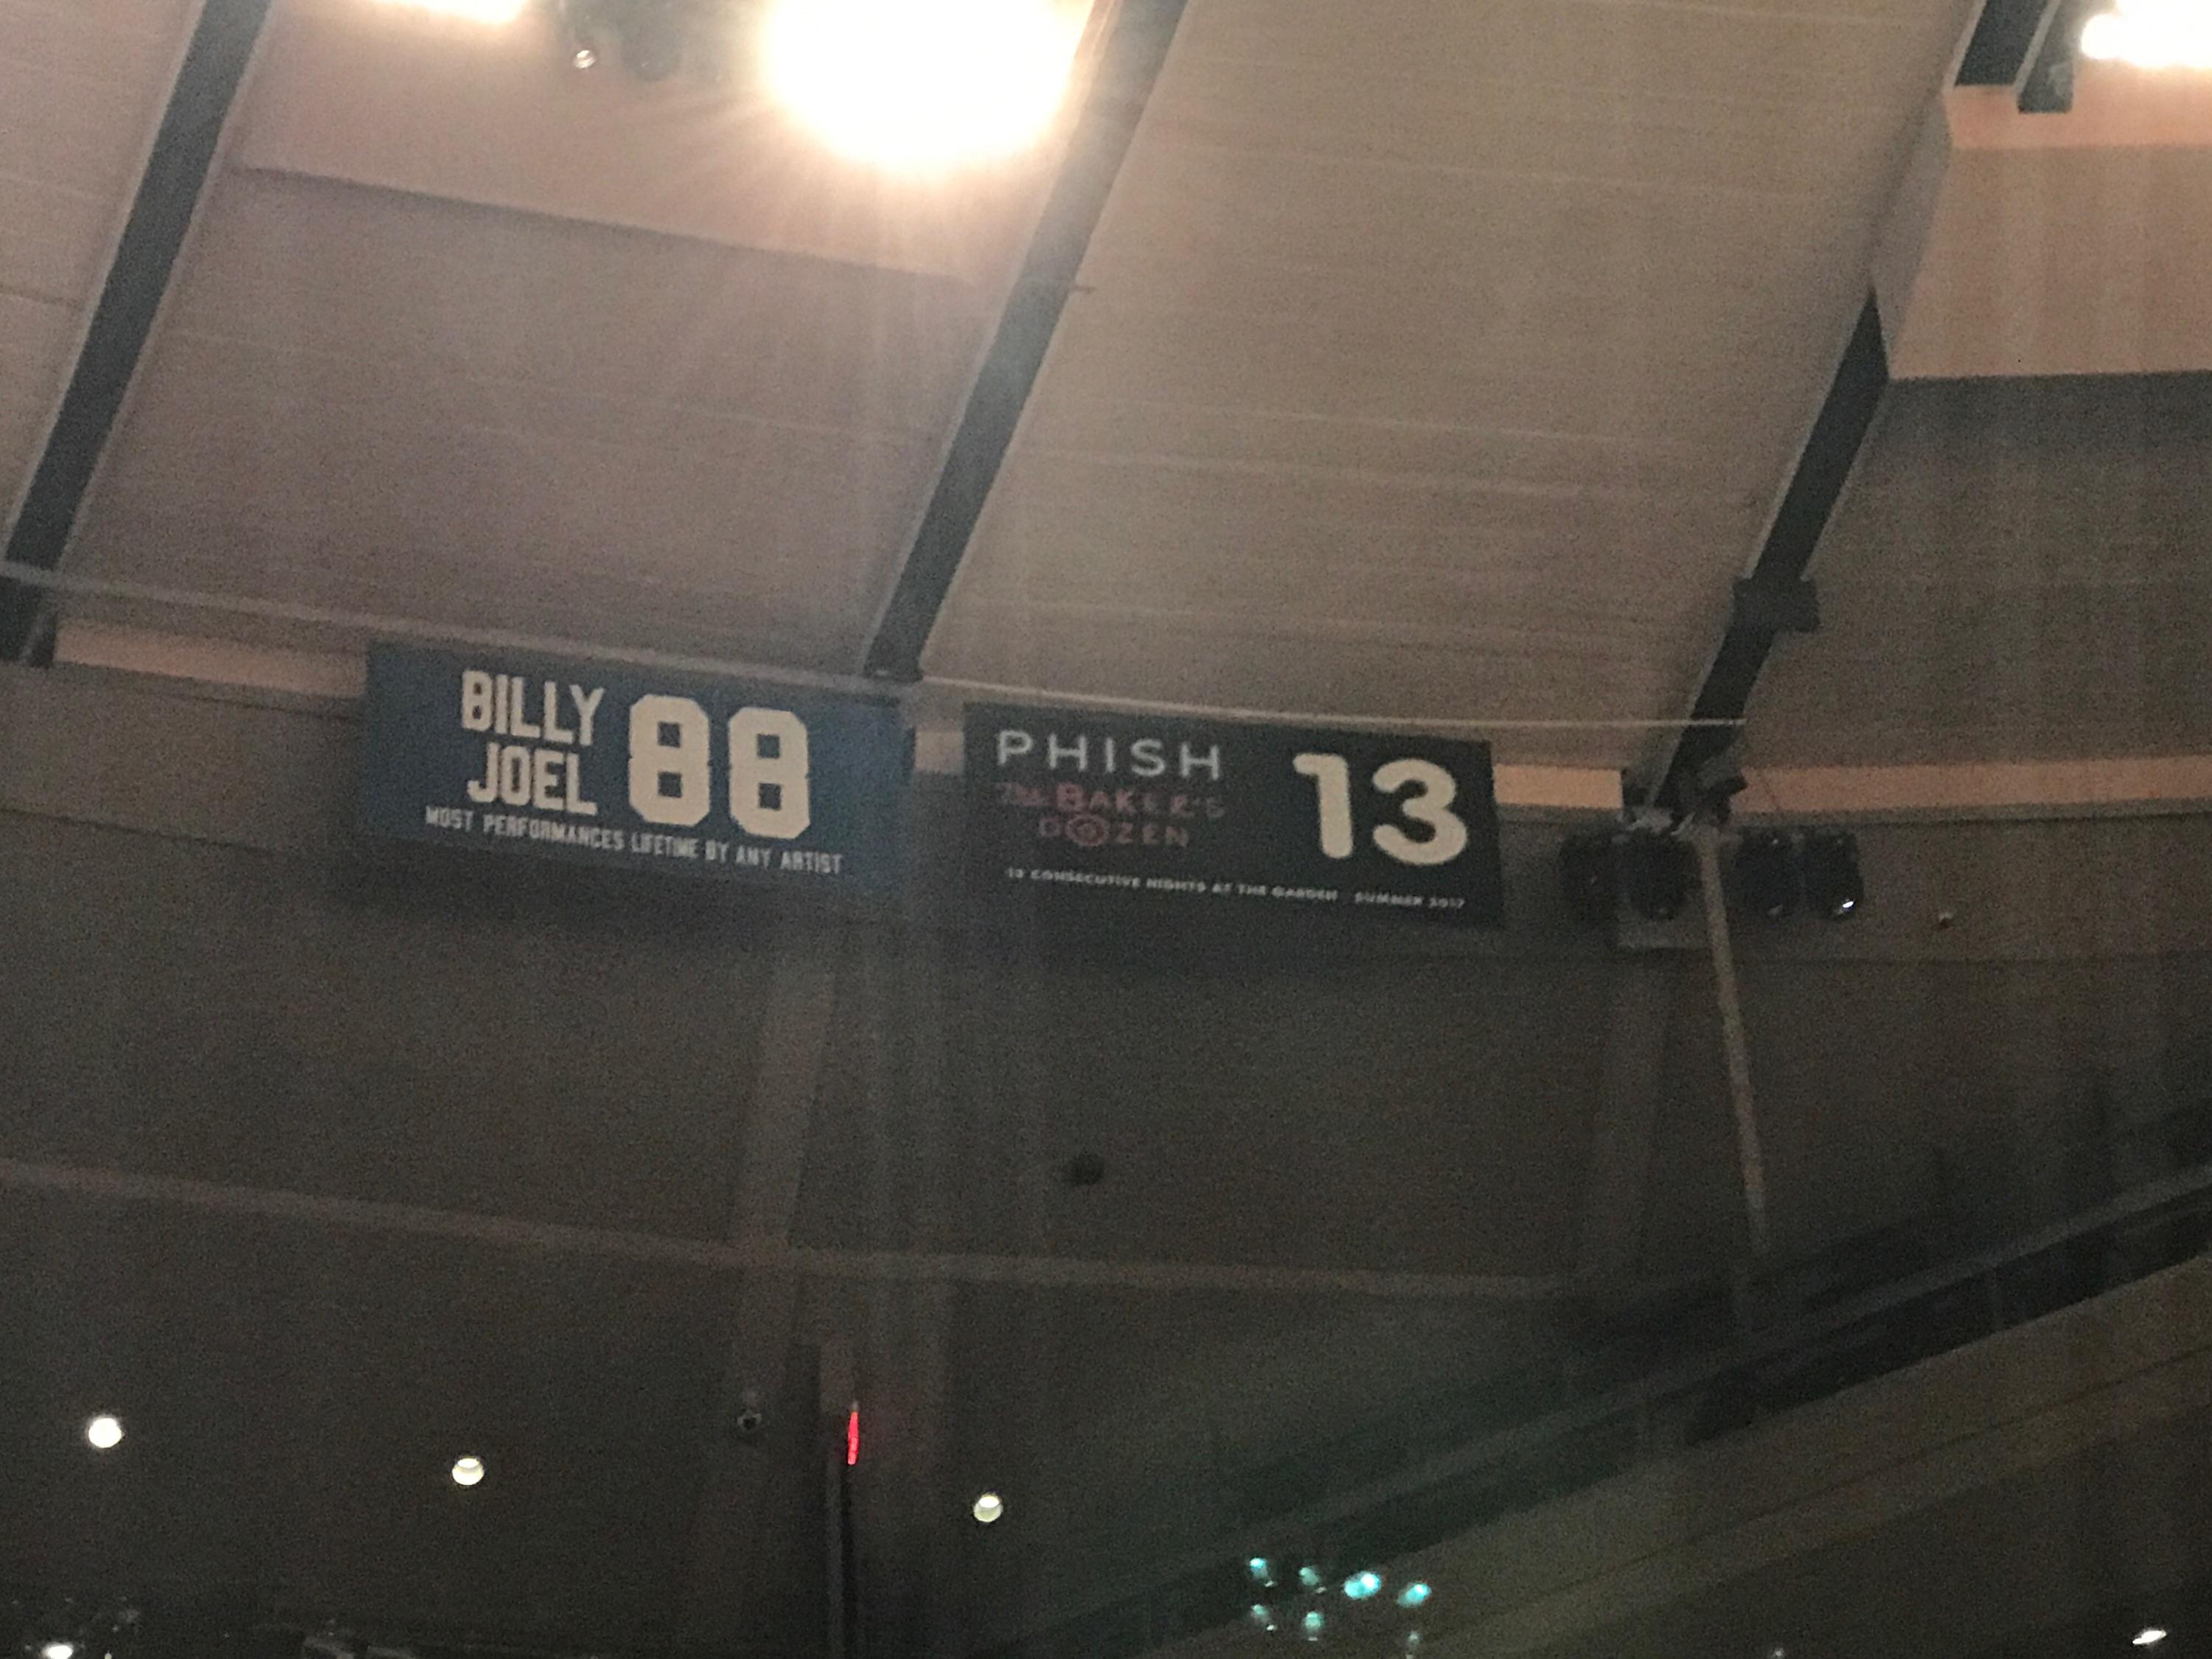 BILLY
JOEL
88
MOST PERFORMANCES LIFETIME BY ANY ARTIST
PHISH
The BAKER'S
DOZEN
13
13 CONSECUTIVE NIGHTS AT THE GARDEN SUMMER 2017